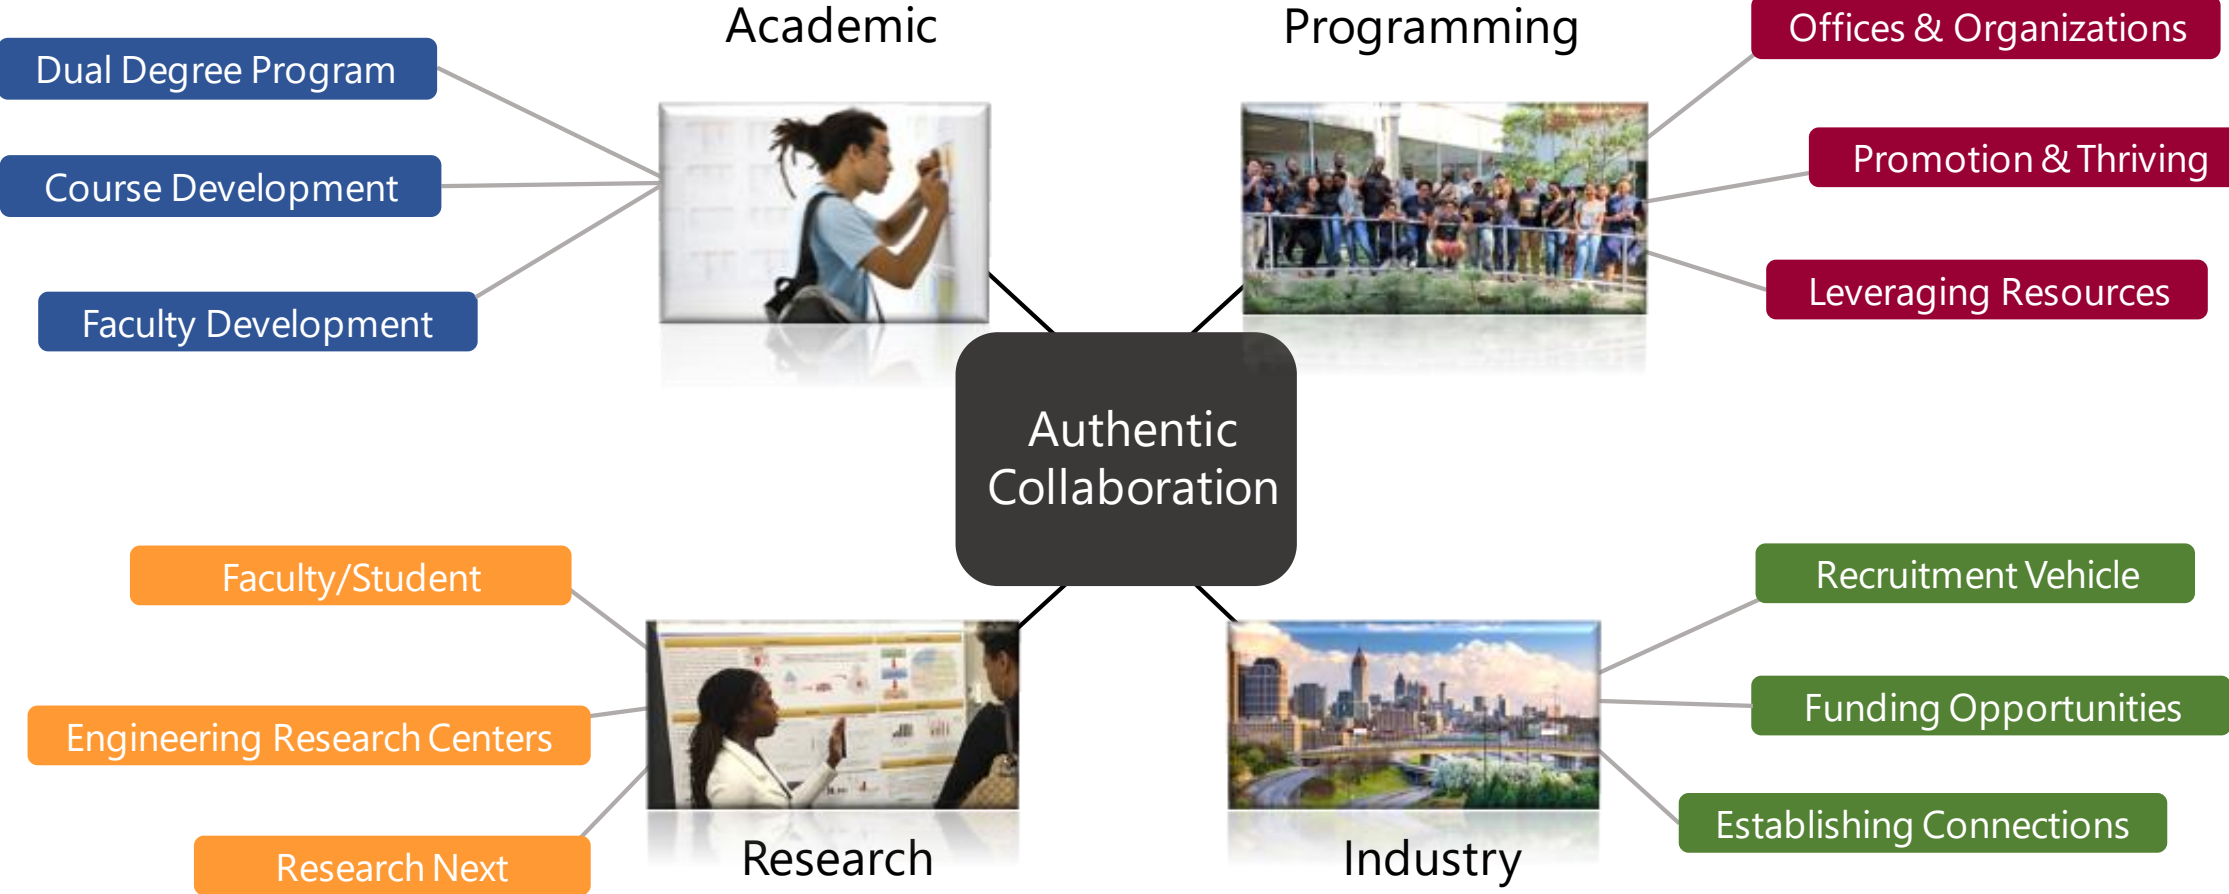 Academic
Dual Degree Program
Course Development
Faculty Development
Programming
Offices & Organizations
Promotion & Thriving
Leveraging Resources
Authentic
Collaboration
Faculty/Student
Engineering Research Centers
Research Next
Research
Recruitment Vehicle
Funding Opportunities
Establishing Connections
Industry